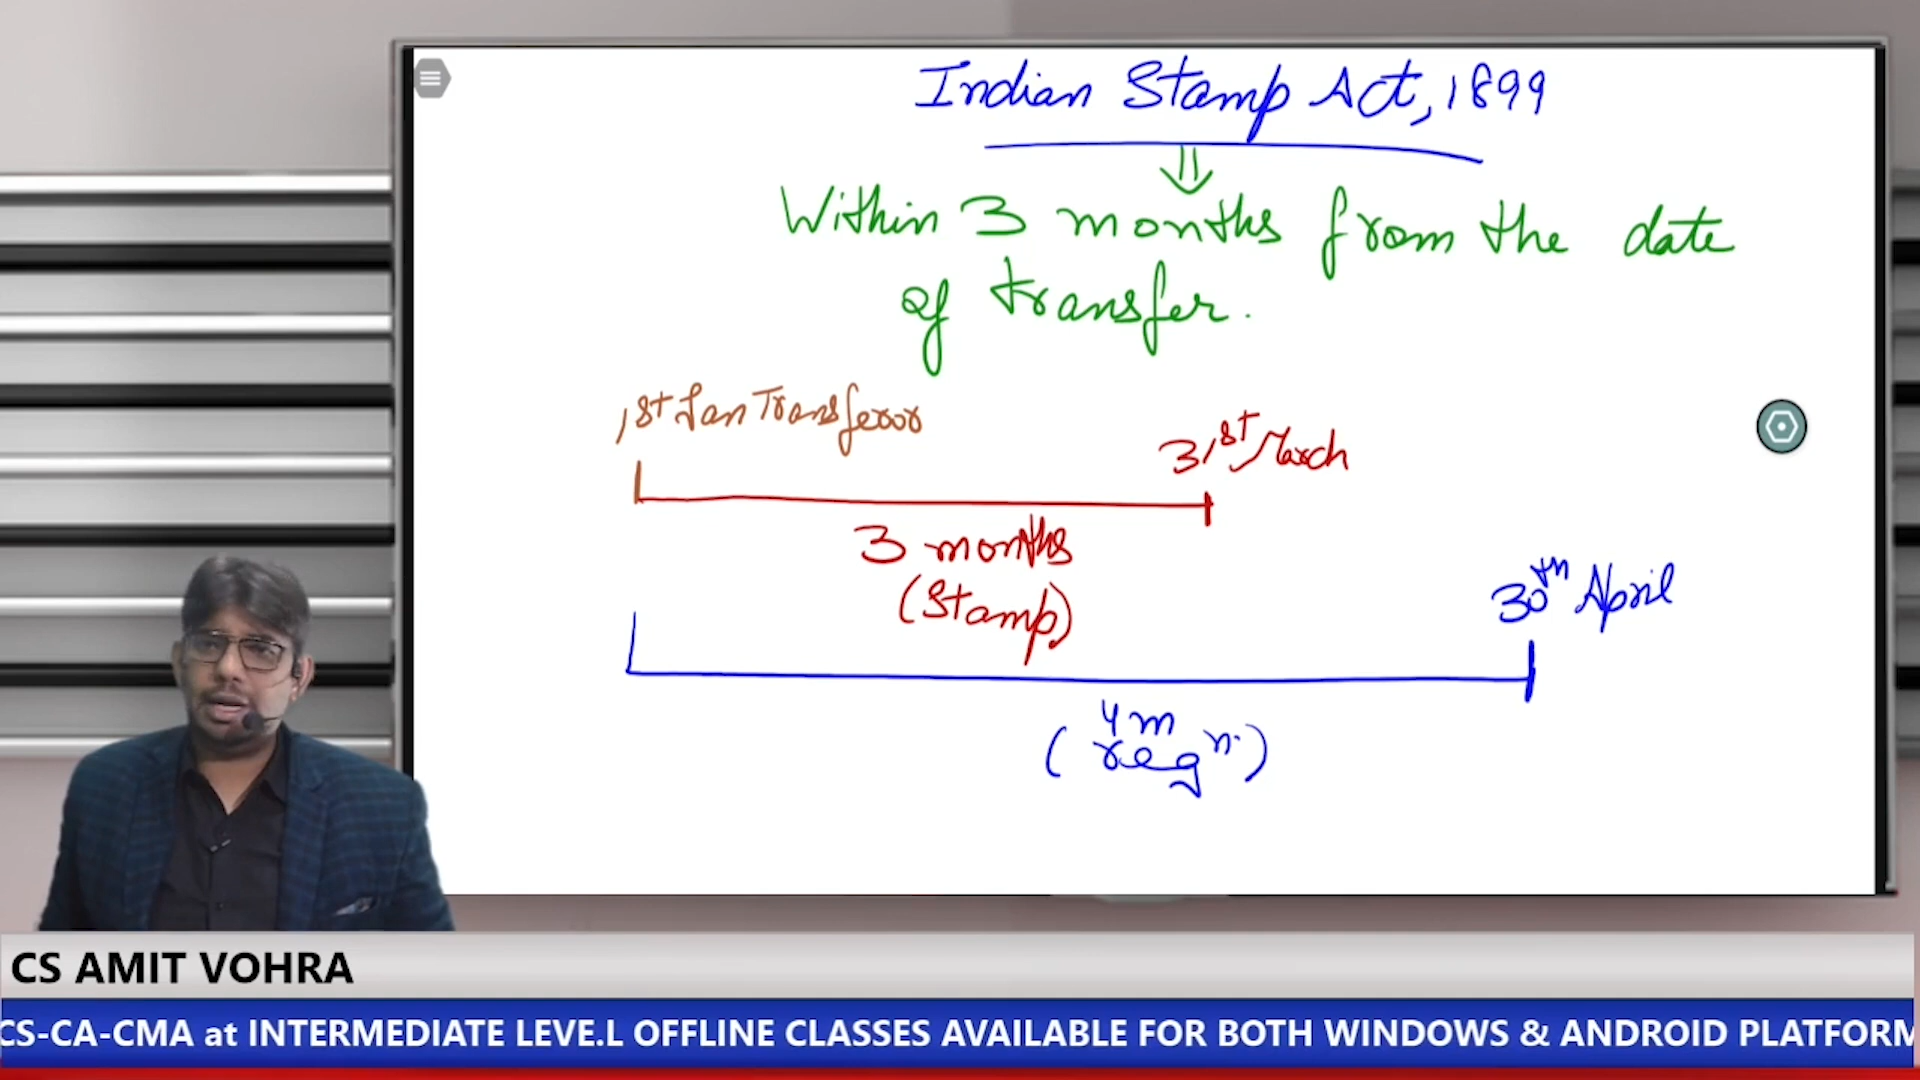 Indian Stamp Act, 1899
Within 3 months from the date
of transfer.
1st Jan Transferor
31st March
3 months
(Stamp)
30th April
4m
(regn.)
CS AMIT VOHRA
CS-CA-CMA at INTERMEDIATE LEVE.L OFFLINE CLASSES AVAILABLE FOR BOTH WINDOWS & ANDROID PLATFORM